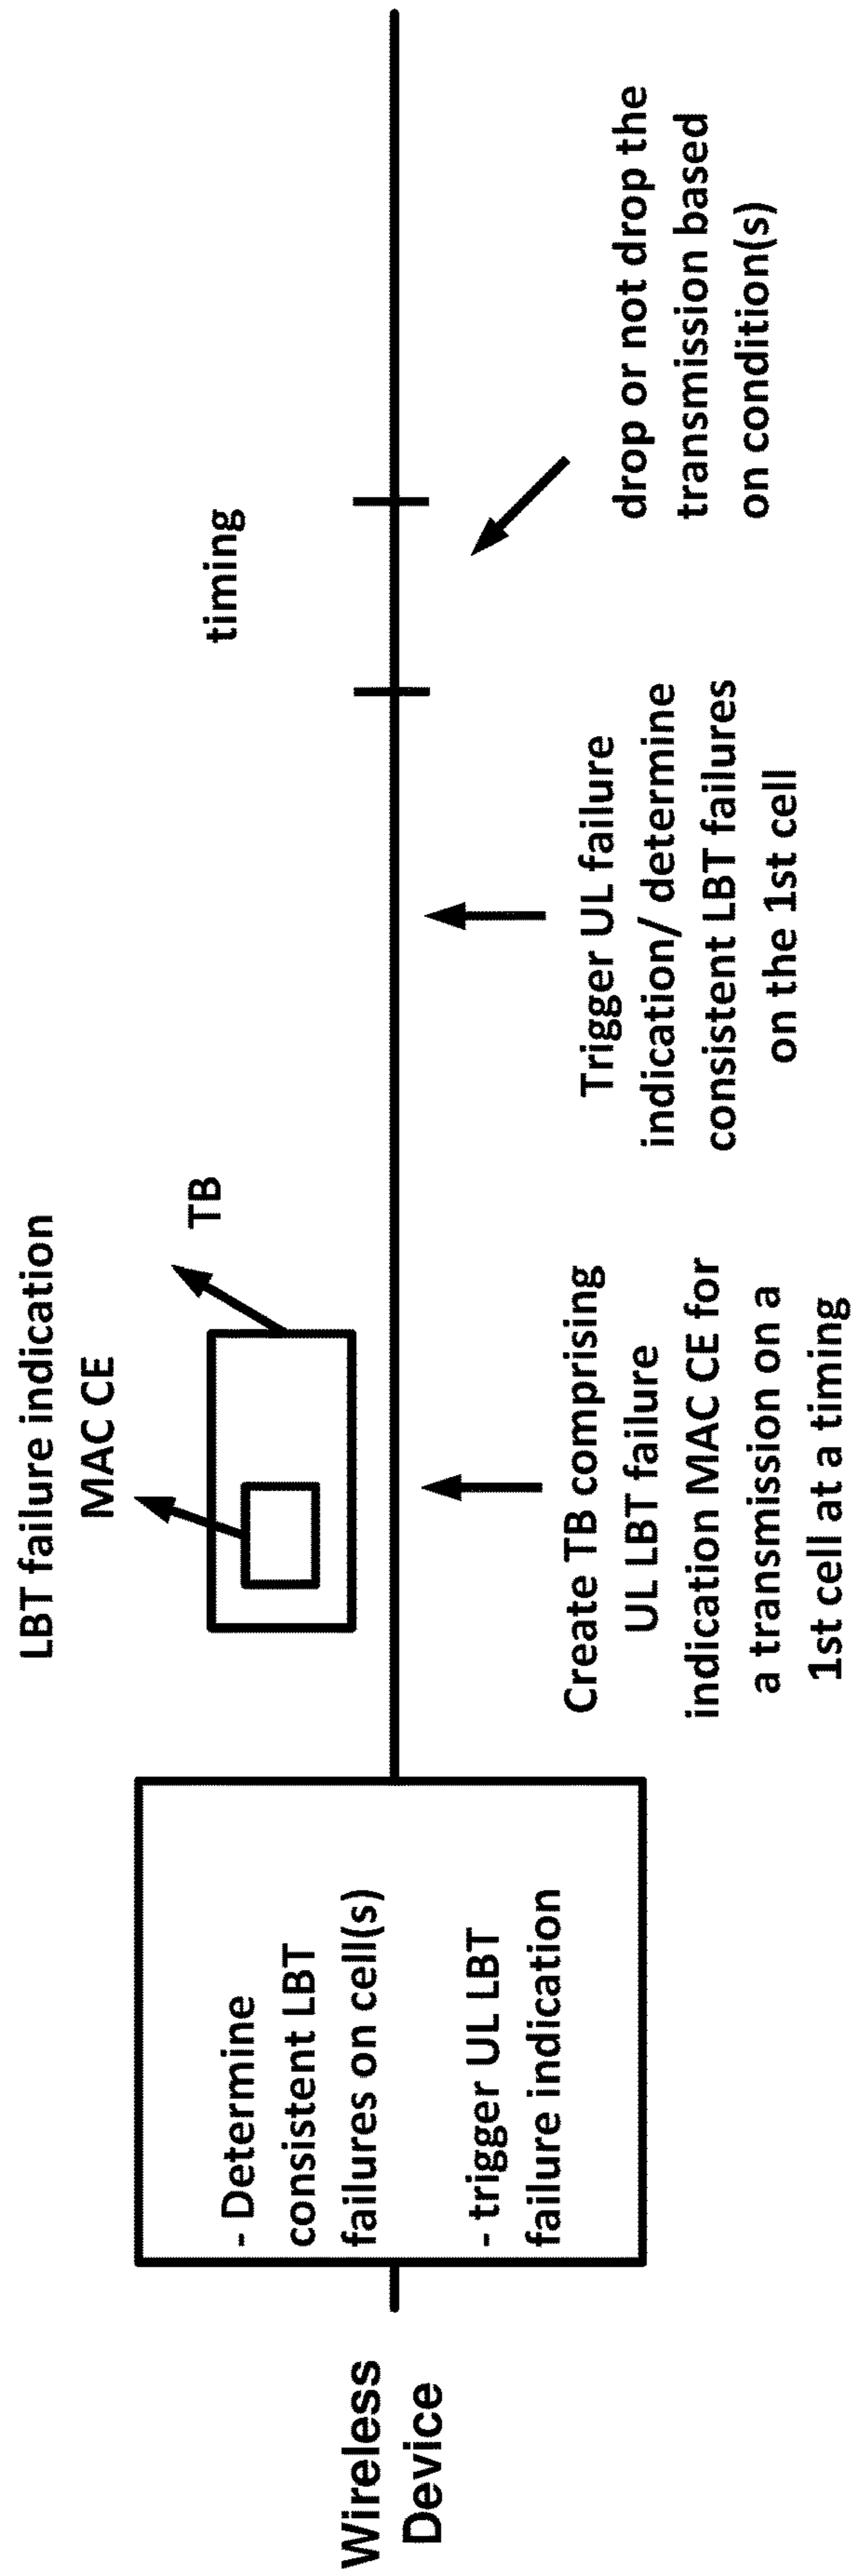 Wireless
Device
- Determine
consistent LBT
failures on cell(s)
- trigger UL LBT
failure indication
LBT failure indication
MAC CE
TB
Create TB comprising
UL LBT failure
indication MAC CE for
a transmission on a
1st cell at a timing
Trigger UL failure
indication/ determine
consistent LBT failures
on the 1st cell
timing
drop or not drop the
transmission based
on condition(s)